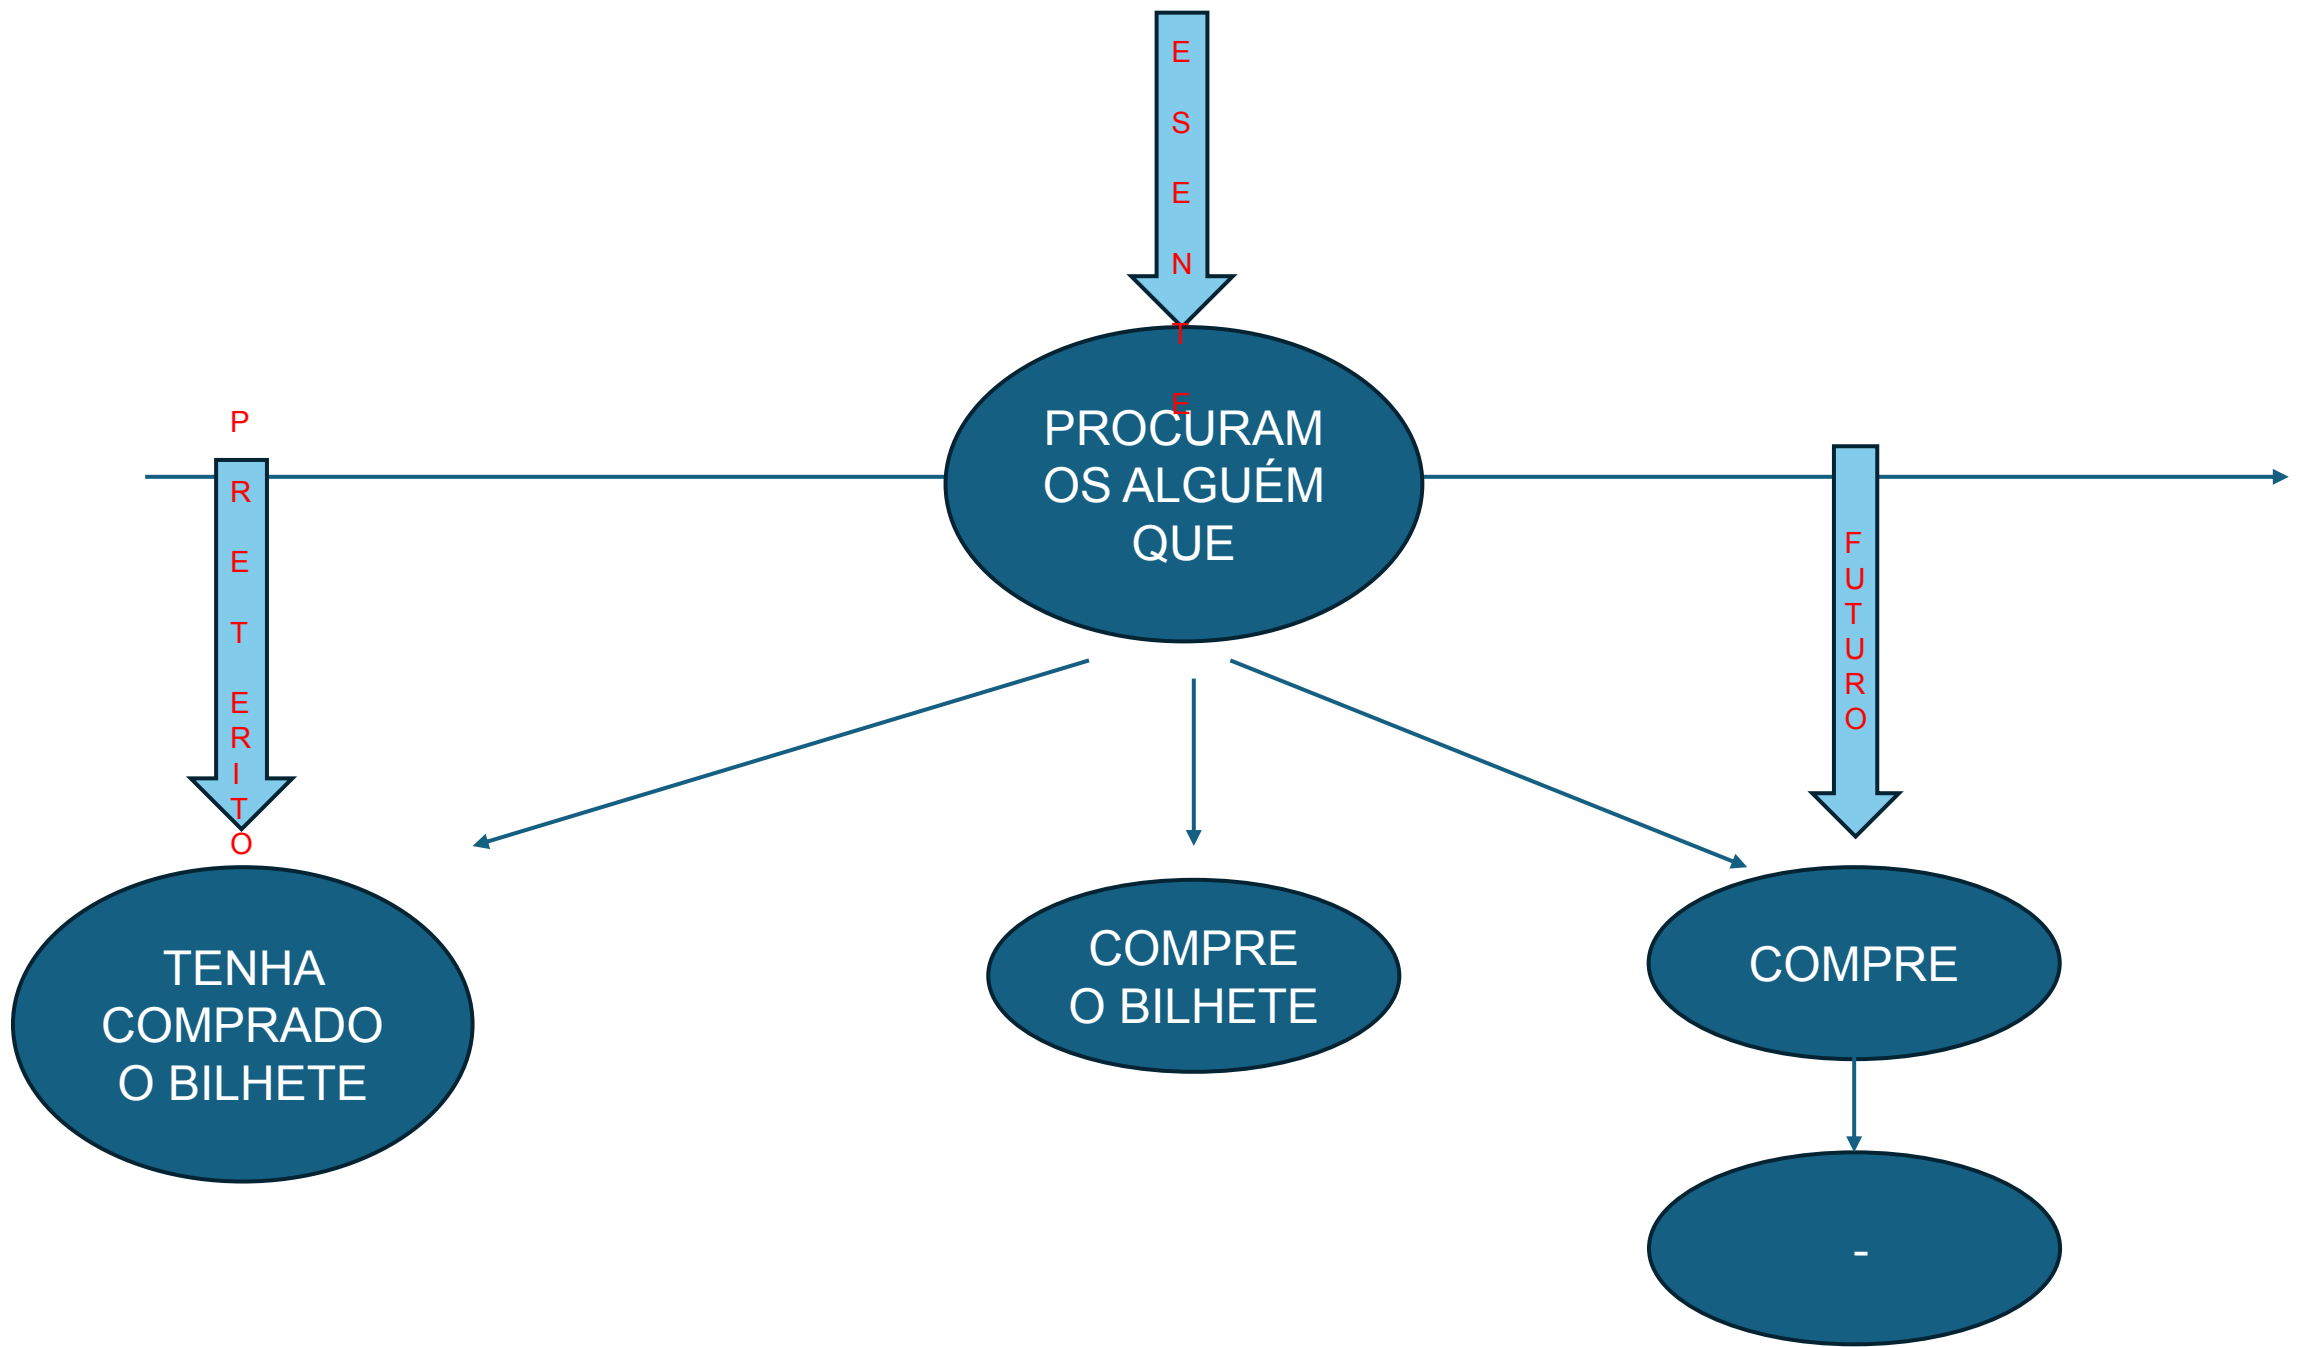 E
S
E
N
T
E
PROCURAM
OS ALGUÉM
QUE
P
R
E
T
E
R
I
T
O
F
U
T
U
R
O
TENHA
COMPRADO
O BILHETE
COMPRE
O BILHETE
COMPRE
-